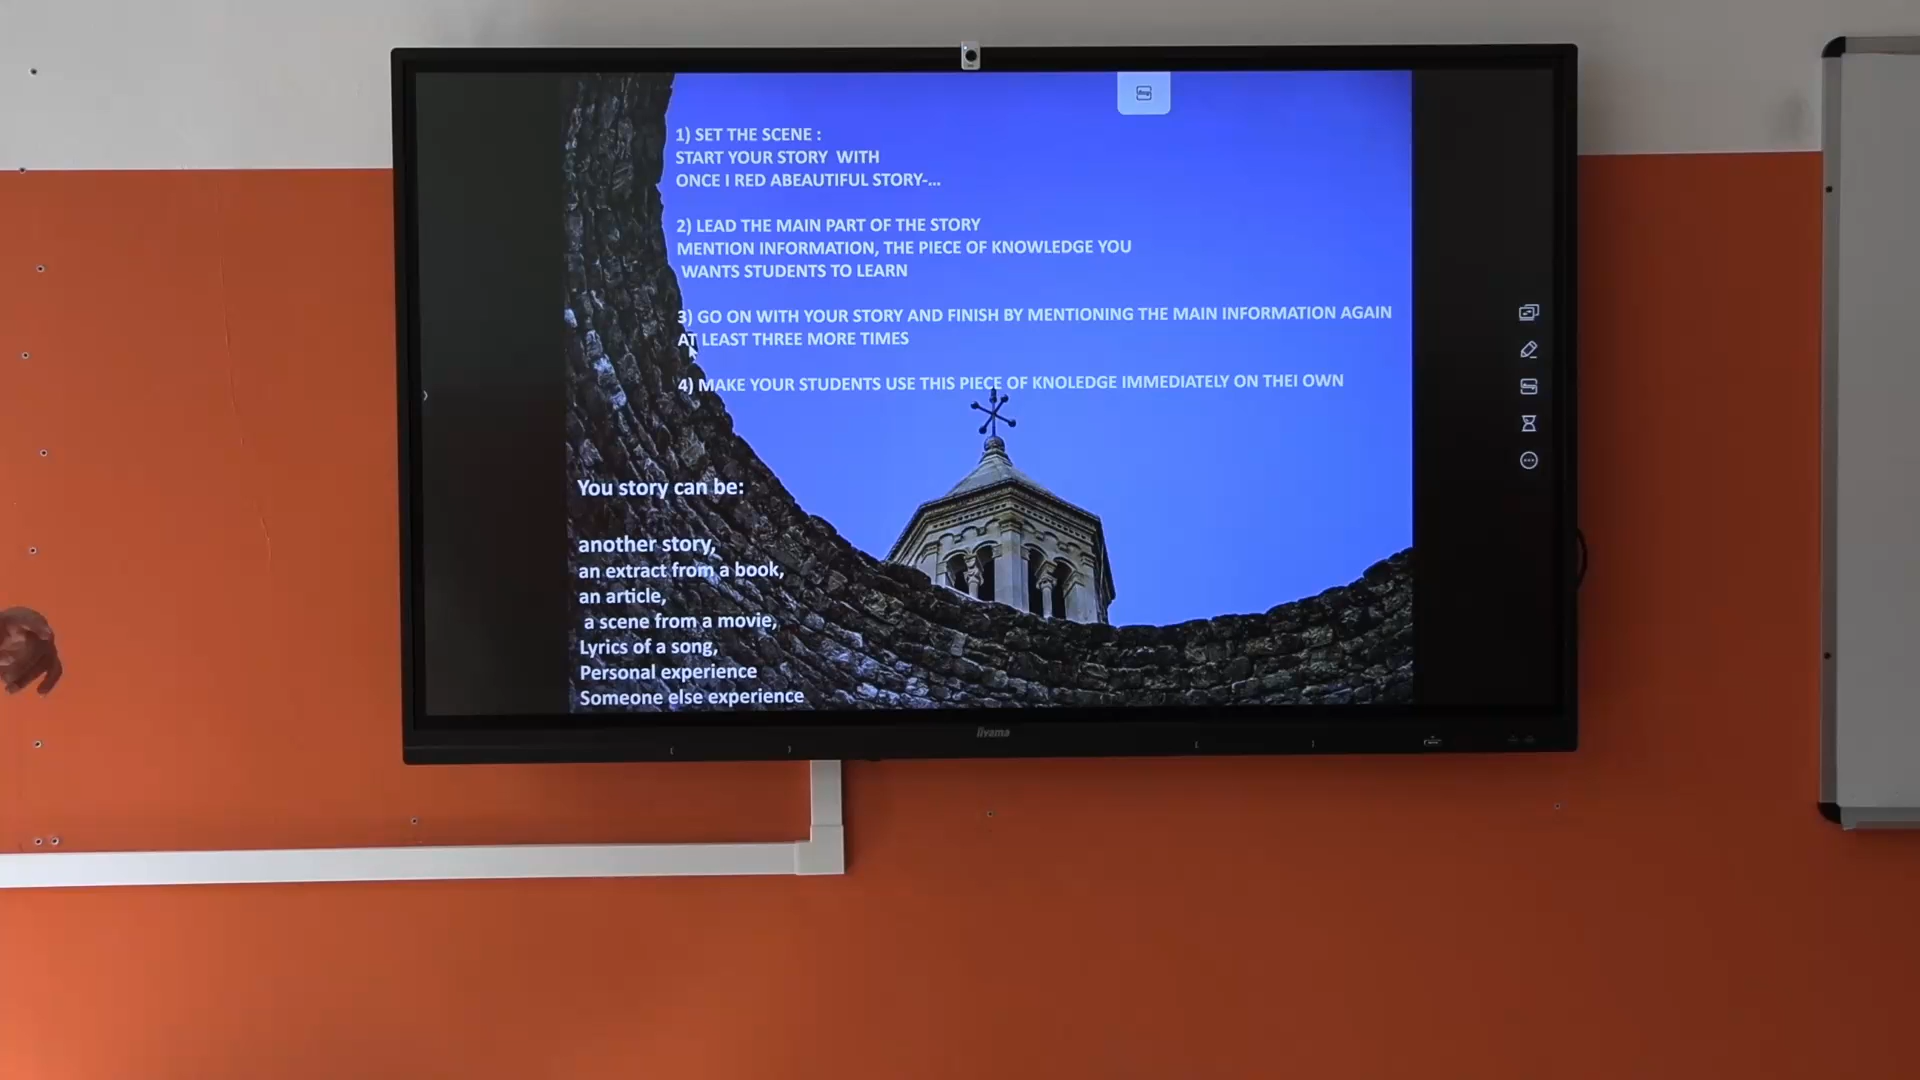 1) SET THE SCENE :
START YOUR STORY WITH
ONCE I RED ABEAUTIFUL STORY-...
2) LEAD THE MAIN PART OF THE STORY
MENTION INFORMATION, THE PIECE OF KNOWLEDGE YOU
WANTS STUDENTS TO LEARN
3) GO ON WITH YOUR STORY AND FINISH BY MENTIONING THE MAIN INFORMATION AGAIN
AT LEAST THREE MORE TIMES
4) MAKE YOUR STUDENTS USE THIS PIECE OF KNOLEDGE IMMEDIATELY ON THEI OWN
You story can be:
another story,
an extract from a book,
an article,
a scene from a movie,
Lyrics of a song,
Personal experience
Someone else experience
iiyama